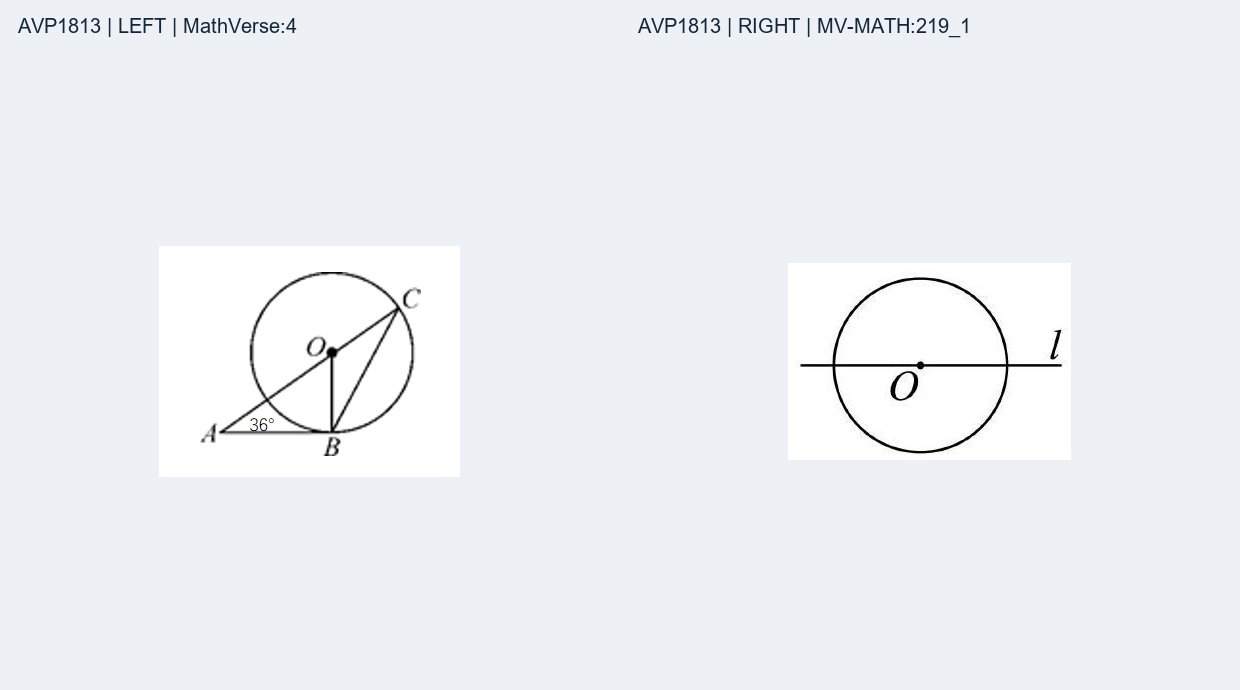 AVP1813 | LEFT | MathVerse:4
AVP1813 | RIGHT | MV-MATH:219_1
C
O
A
36°
B
l
O